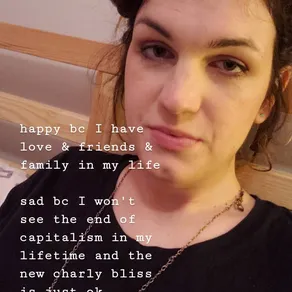 happy bc I have
love & friends &
family in my life
sad bc I won't
see the end of
capitalism in my
lifetime and the
new charly bliss
is just ok